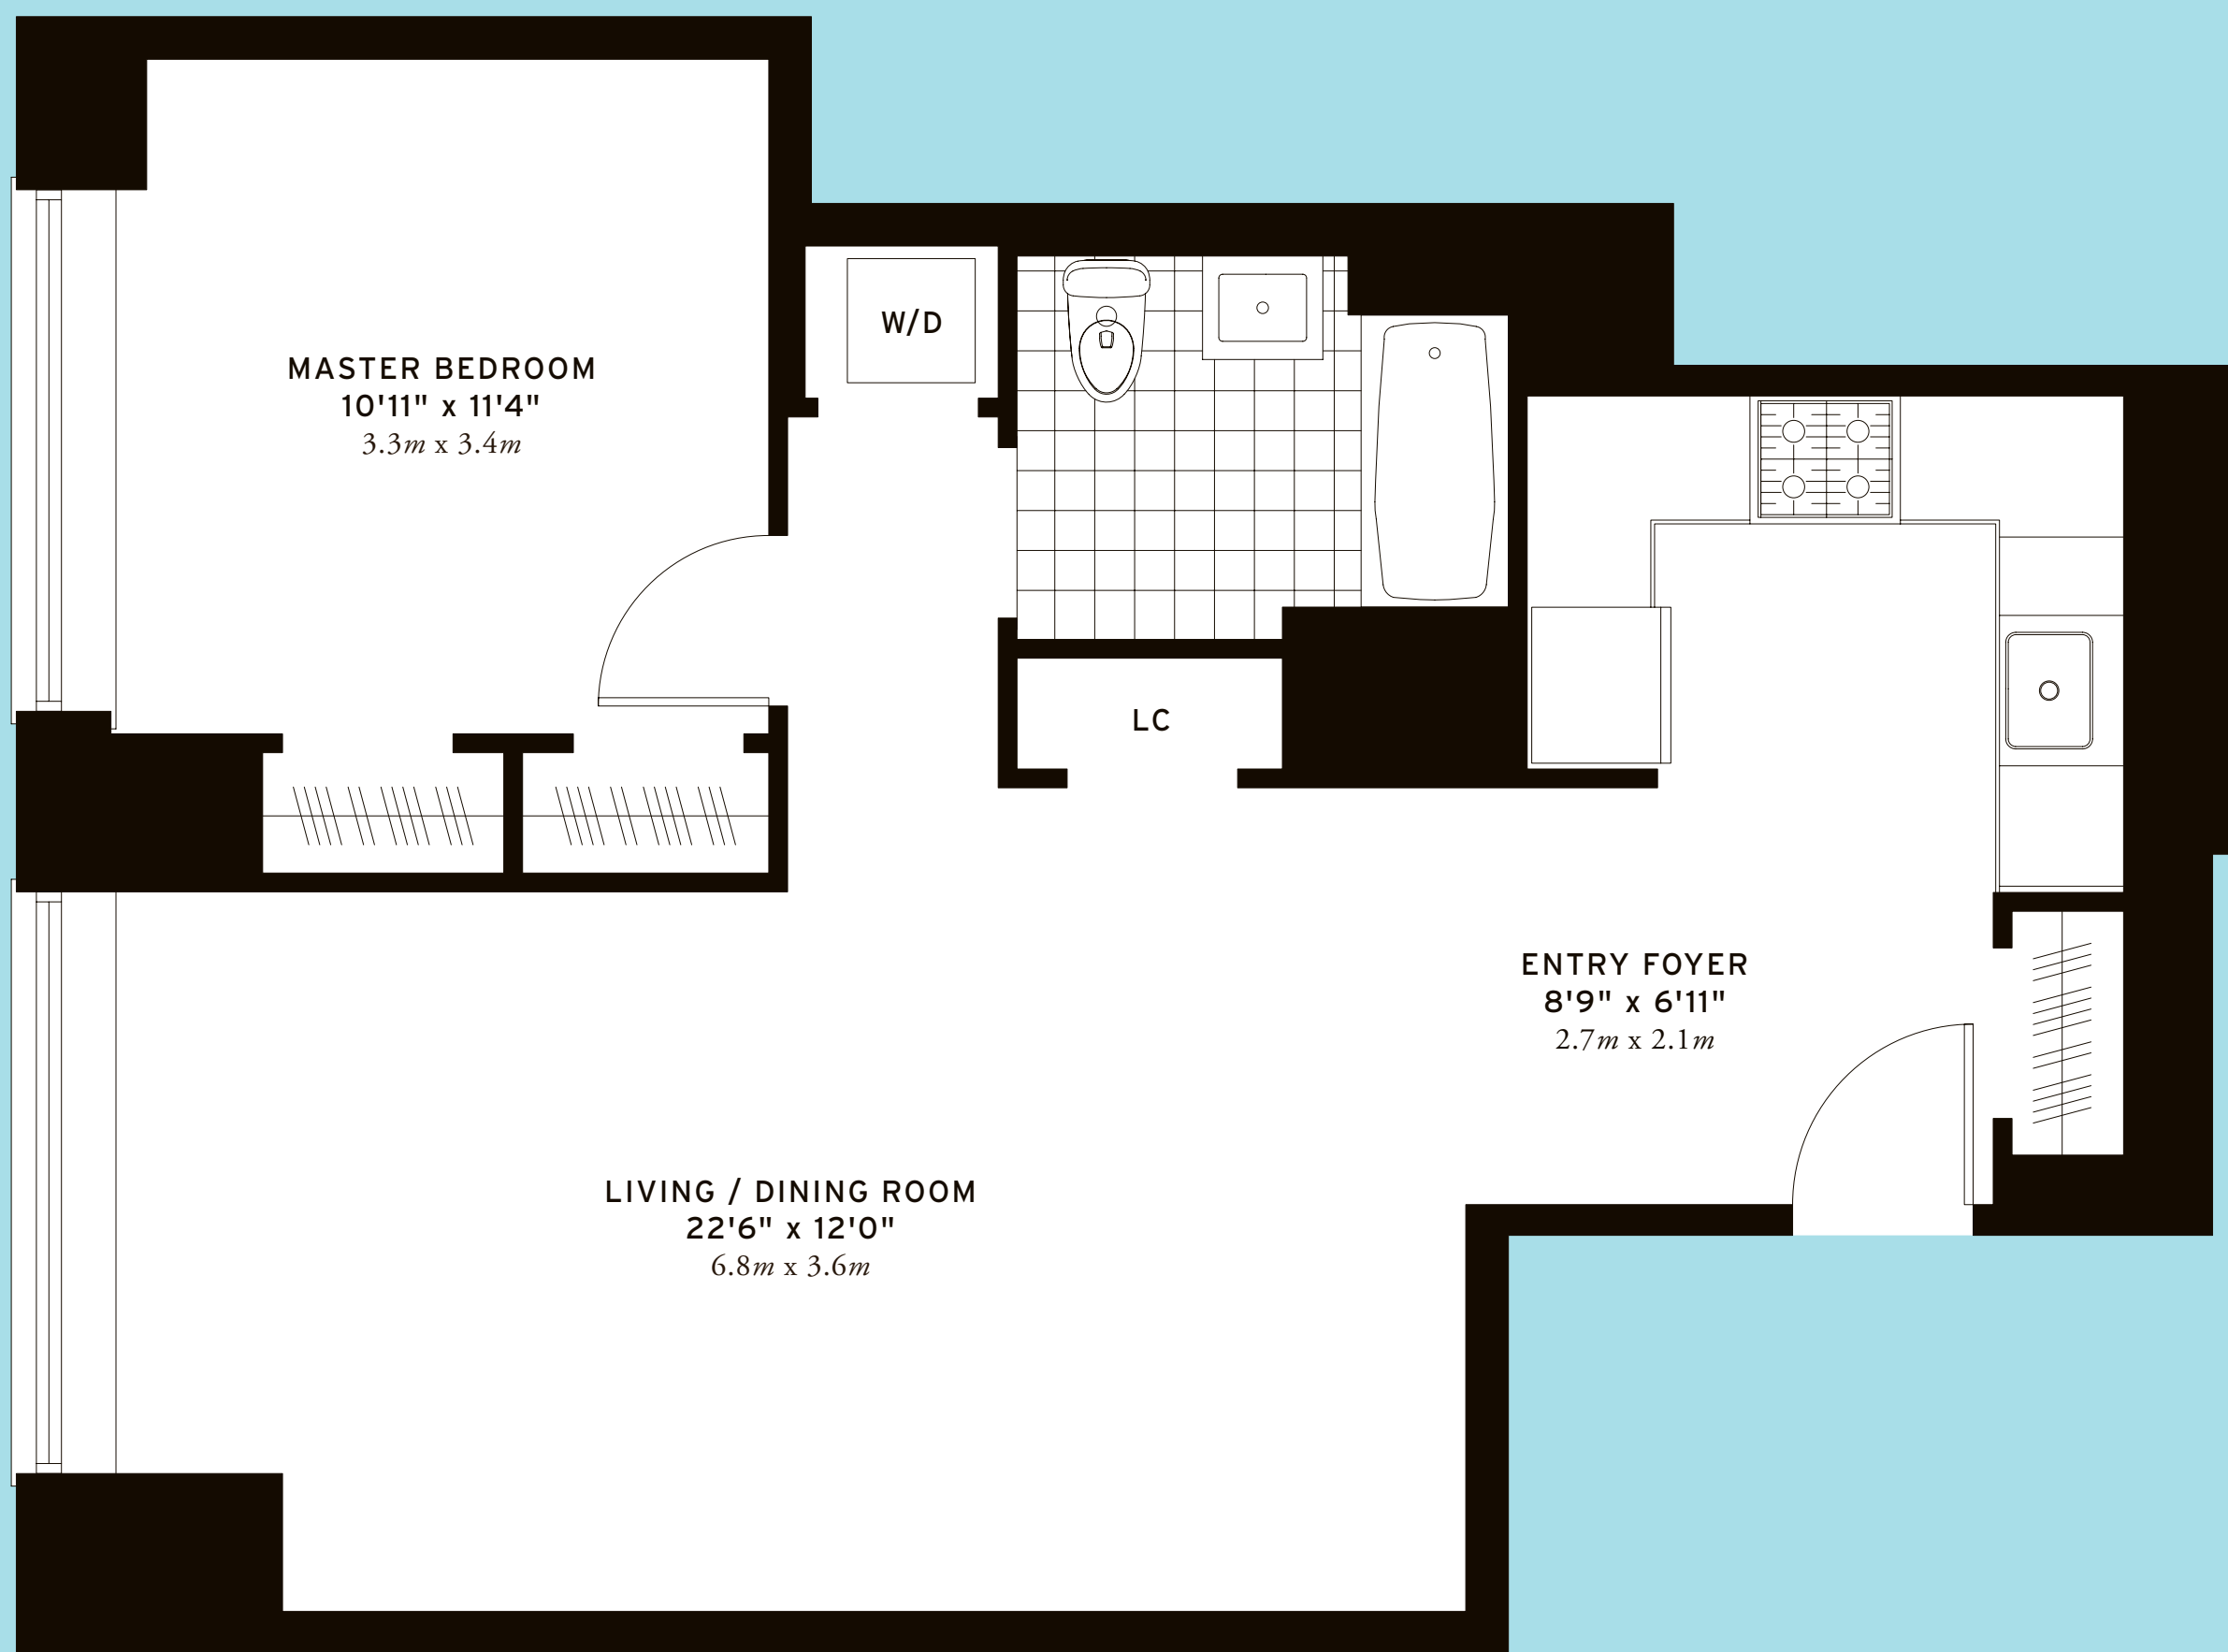 W/D
MASTER BEDROOM
10'11" x 11'4"
3.3m x 3.4m
LC
ENTRY FOYER
8'9" x 6'11"
2.7m x 2.1m
LIVING / DINING ROOM
22'6" x 12'0"
6.8m x 3.6m